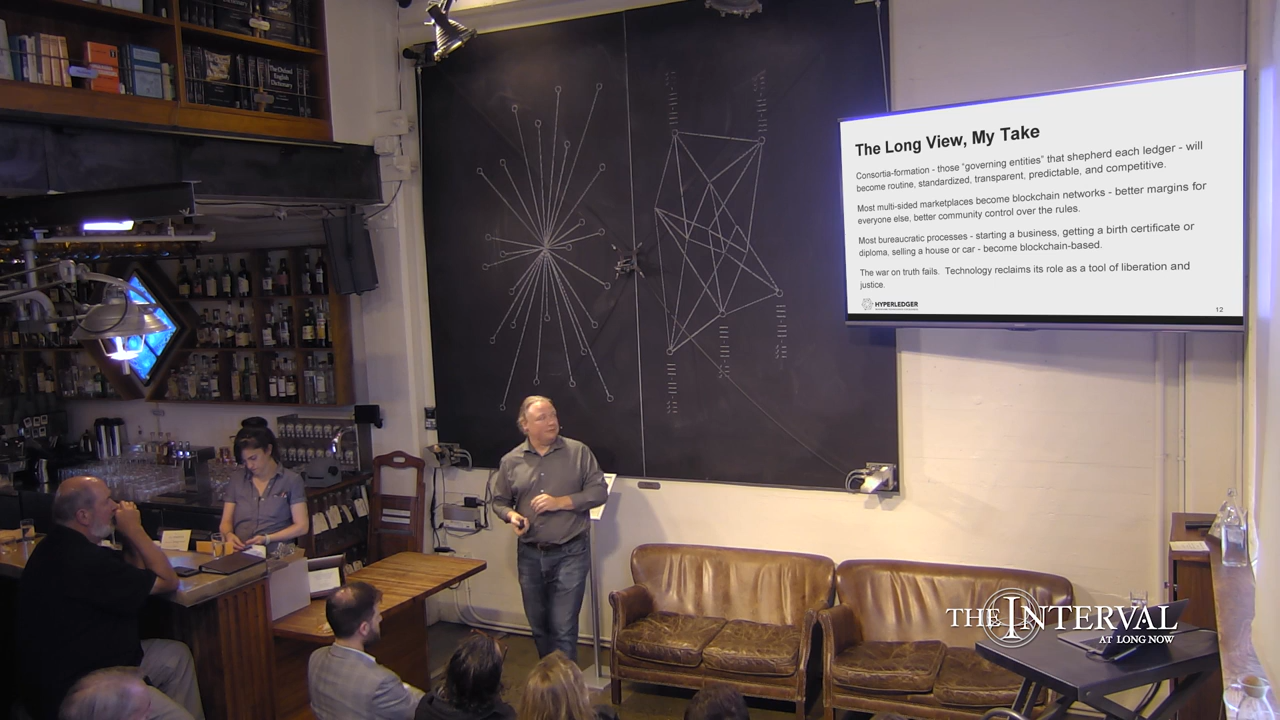 The Oxford
English
Dictionary
The Long View, My Take
Consortia-formation - those “governing entities” that shepherd each ledger - will
become routine, standardized, transparent, predictable, and competitive.
Most multi-sided marketplaces become blockchain networks - better margins for
everyone else, better community control over the rules.
Most bureaucratic processes - starting a business, getting a birth certificate or
diploma, selling a house or car - become blockchain-based.
The war on truth fails. Technology reclaims its role as a tool of liberation and
justice.
HYPERLEDGER
12
THE INTERVAL
AT LONG NOW